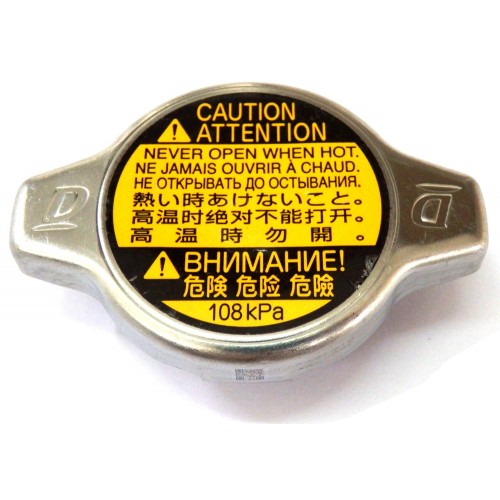 CAUTION
ATTENTION
NEVER OPEN WHEN HOT.
NE JAMAIS OUVRIR À CHAUD.
НЕ ОТКРЫВАТЬ ДО ОСТЫВАНИЯ.
熱い時あけないこと。
高温时绝对不能打开。
高温時勿開。
ВНИМАНИЕ!
危険 危险 危險
108kPa
D
D